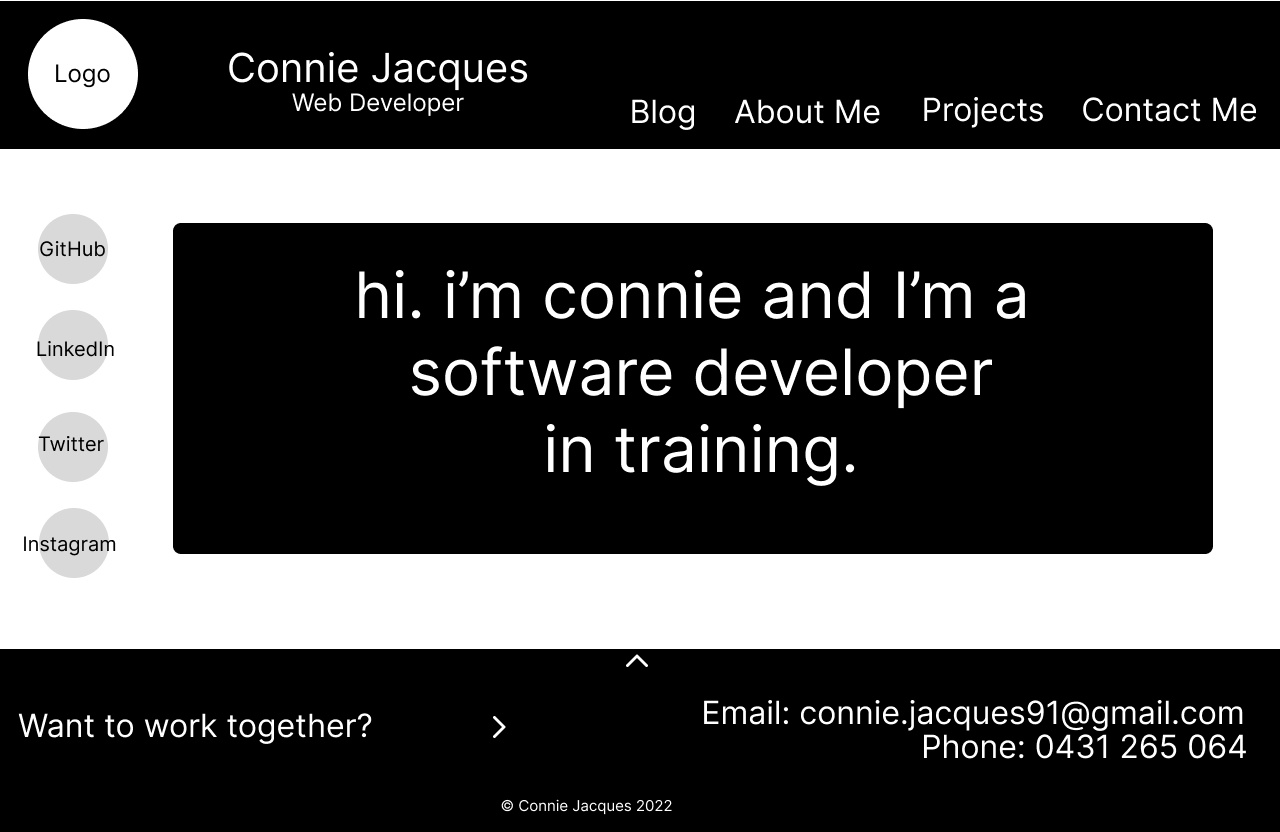 Logo
Connie Jacques
Web Developer
Blog About Me Projects Contact Me
GitHub
LinkedIn
Twitter
Instagram
hi. i’m connie and I’m a
software developer
in training.
Want to work together?
Email: connie.jacques91@gmail.com
Phone: 0431 265 064
© Connie Jacques 2022